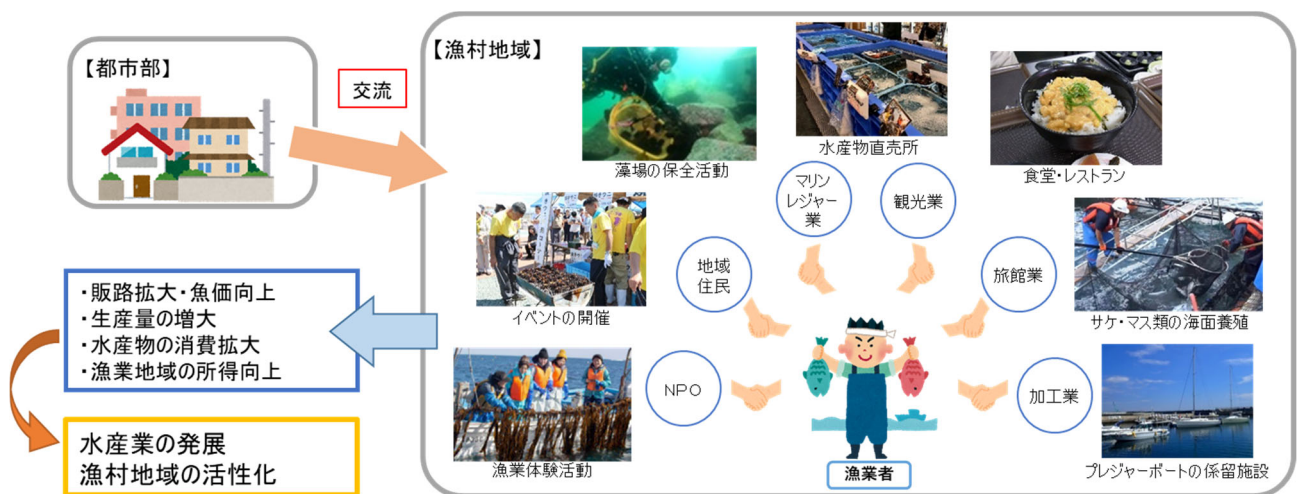 【都市部】
交流
【漁村地域】
藻場の保全活動
水産物直売所
食堂・レストラン
マリン
レジャー
業
観光業
イベントの開催
地域
住民
旅館業
サケ・マス類の海面養殖
・販路拡大・魚価向上
・生産量の増大
・水産物の消費拡大
・漁業地域の所得向上
漁業体験活動
NPO
加工業
プレジャーボートの係留施設
漁業者
水産業の発展
漁村地域の活性化